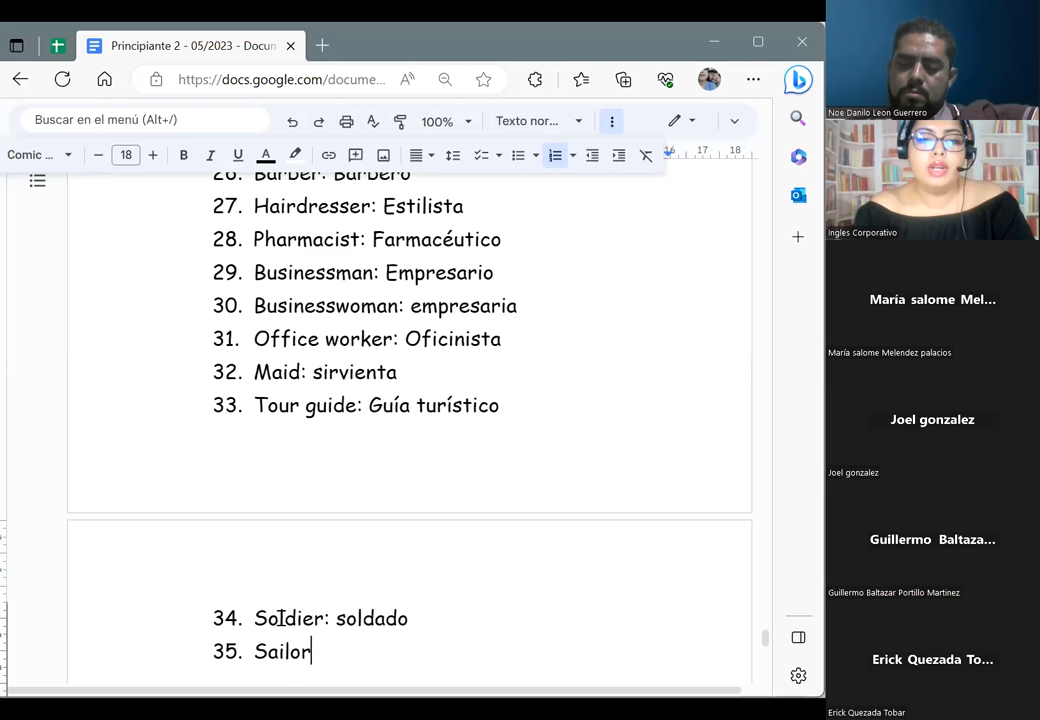 Principiante 2 - 05/2023 - Docun
https://docs.google.com/docume...
Buscar en el menú (Alt+/)
100%
Texto nor...
Comic ...
18
16 17 18
26. Barber: Barbero
27. Hairdresser: Estilista
28. Pharmacist: Farmacéutico
29. Businessman: Empresario
30. Businesswoman: empresaria
31. Office worker: Oficinista
32. Maid: sirvienta
33. Tour guide: Guía turístico
34. Soldier: soldado
35. Sailor
Noe Danilo Leon Guerrero
Ingles Corporativo
María salome Mel...
María salome Melendez palacios
Joel gonzalez
Joel gonzalez
Guillermo Baltaza...
Guillermo Baltazar Portillo Martinez
Erick Quezada To...
Erick Quezada Tobar